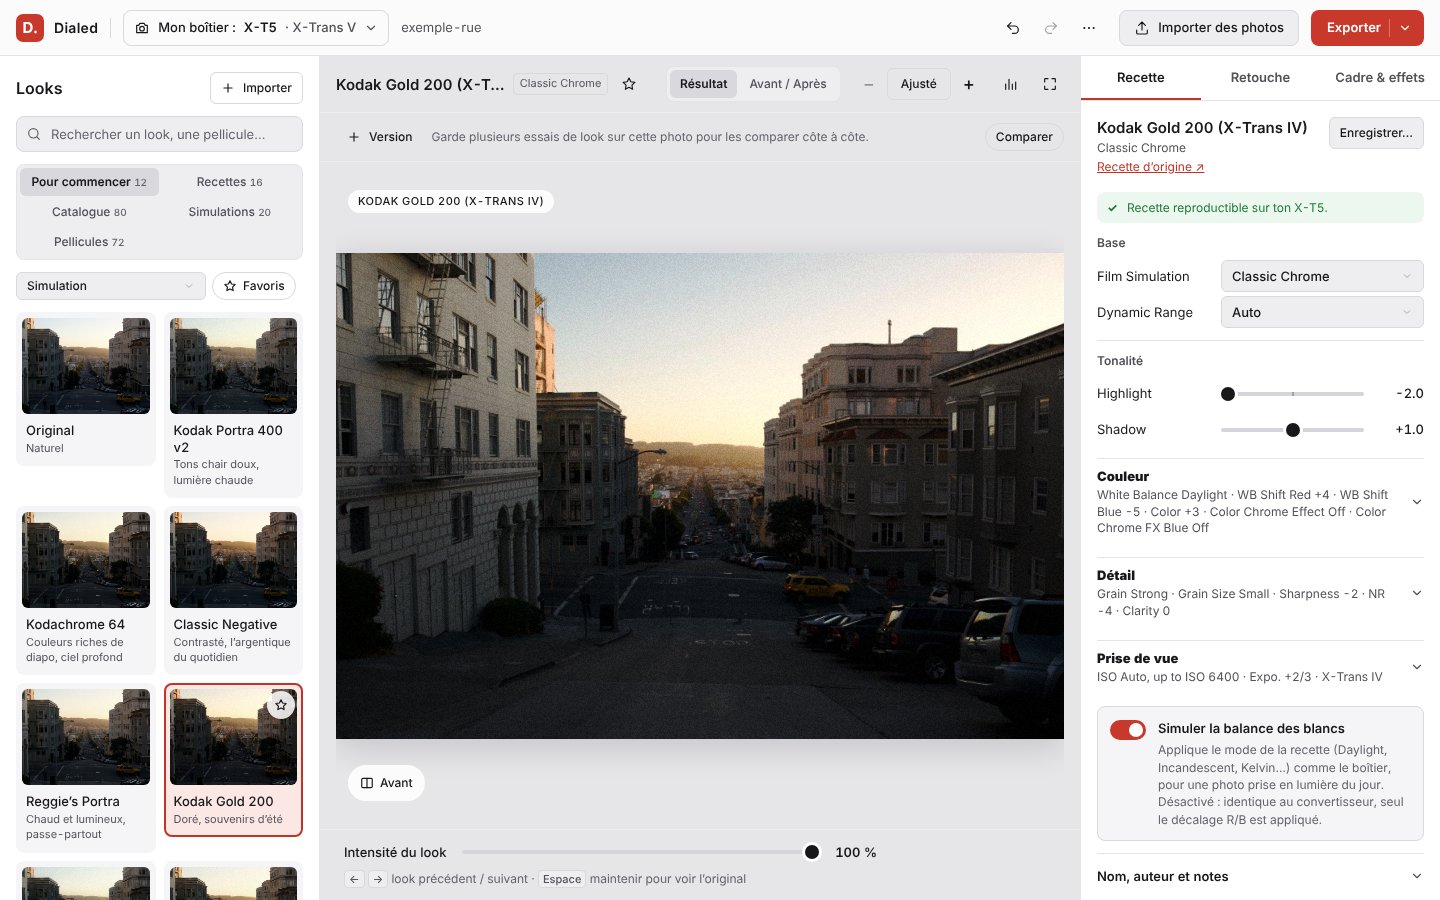 D. Dialed
Mon boîtier : X-T5 · X-Trans V
exemple-rue
Importer des photos
Exporter
Looks
Importer
Rechercher un look, une pellicule...
Pour commencer 12
Recettes 16
Catalogue 80
Simulations 20
Pellicules 72
Simulation
Favoris
Original
Naturel
Kodak Portra 400
v2
Tons chair doux,
lumière chaude
Kodachrome 64
Couleurs riches de
diapo, ciel profond
Classic Negative
Contrasté, l’argentique
du quotidien
Reggie’s Portra
Chaud et lumineux,
passe-partout
Kodak Gold 200
Doré, souvenirs d’été
Kodak Gold 200 (X-T...
Classic Chrome
Résultat
Avant / Après
− Ajusté +
+ Version
Garde plusieurs essais de look sur cette photo pour les comparer côte à côte.
Comparer
KODAK GOLD 200 (X-TRANS IV)
Avant
Intensité du look
100 %
← → look précédent / suivant · Espace maintenir pour voir l’original
Recette
Retouche
Cadre & effets
Kodak Gold 200 (X-Trans IV)
Enregistrer...
Classic Chrome
Recette d’origine ↗
Recette reproductible sur ton X-T5.
Base
Film Simulation
Classic Chrome
Dynamic Range
Auto
Tonalité
Highlight
-2.0
Shadow
+1.0
Couleur
White Balance Daylight · WB Shift Red +4 · WB Shift
Blue -5 · Color +3 · Color Chrome Effect Off · Color
Chrome FX Blue Off
Détail
Grain Strong · Grain Size Small · Sharpness -2 · NR
-4 · Clarity 0
Prise de vue
ISO Auto, up to ISO 6400 · Expo. +2/3 · X-Trans IV
Simuler la balance des blancs
Applique le mode de la recette (Daylight,
Incandescent, Kelvin...) comme le boîtier,
pour une photo prise en lumière du jour.
Désactivé : identique au convertisseur, seul
le décalage R/B est appliqué.
Nom, auteur et notes